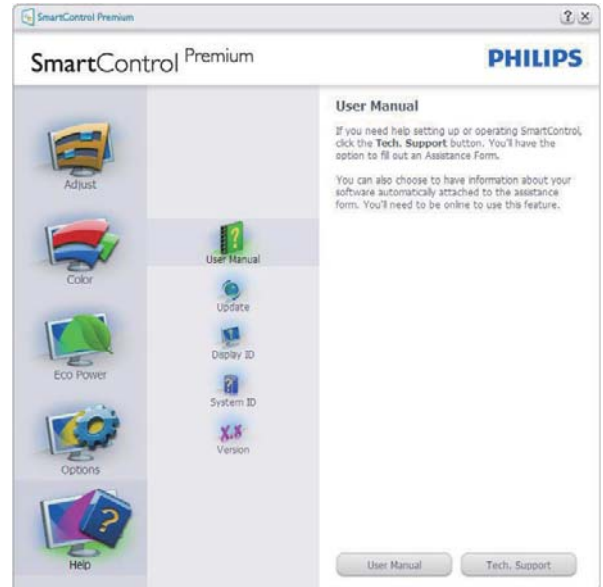 SmartControl Premium
SmartControl Premium
PHILIPS
Adjust
Color
Eco Power
Options
Help
User Manual
Update
Display ID
System ID
X.X
Version
User Manual
If you need help setting up or operating SmartControl,
click the Tech. Support button. You'll have the
option to fill out an Assistance Form.
You can also choose to have information about your
software automatically attached to the assistance
form. You'll need to be online to use this feature.
User Manual
Tech. Support